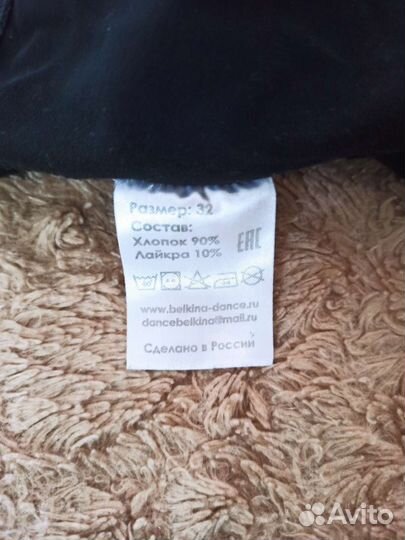 Размер: 32
Состав:
Хлопок 90%
Лайкра 10%
EAC
www.belkina-dance.ru
dancebelkina@mail.ru
Сделано в России
Avito